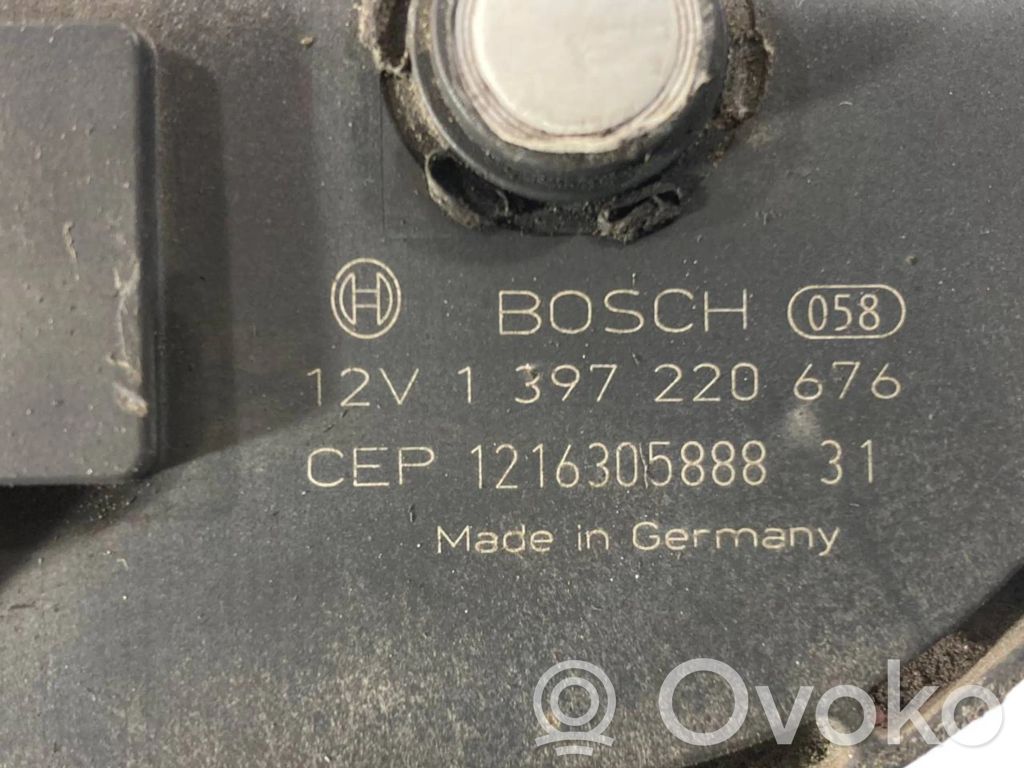 BOSCH 058
12V 1 397 220 676
CEP 1216305888 31
Made in Germany
R Ovoko